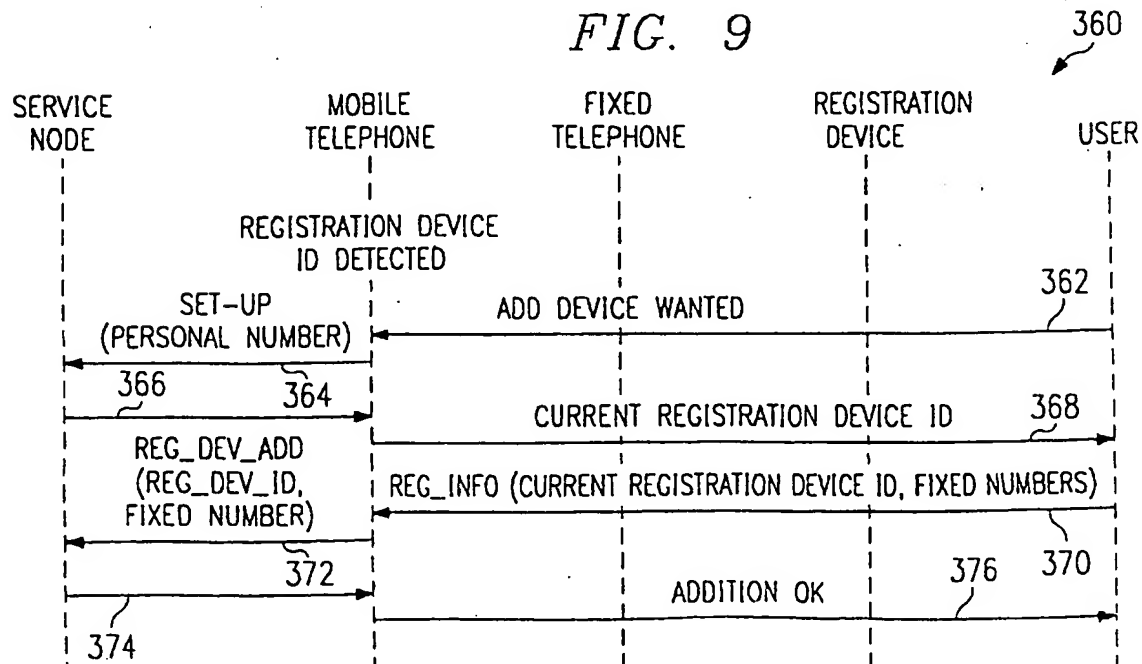 FIG. 9
360
SERVICE
NODE
MOBILE
TELEPHONE
FIXED
TELEPHONE
REGISTRATION
DEVICE
USER
REGISTRATION DEVICE
ID DETECTED
362
ADD DEVICE WANTED
SET-UP
(PERSONAL NUMBER)
364
366
CURRENT REGISTRATION DEVICE ID
368
REG_DEV_ADD
(REG_DEV_ID,
FIXED NUMBER)
REG_INFO (CURRENT REGISTRATION DEVICE ID, FIXED NUMBERS)
370
372
374
ADDITION OK
376